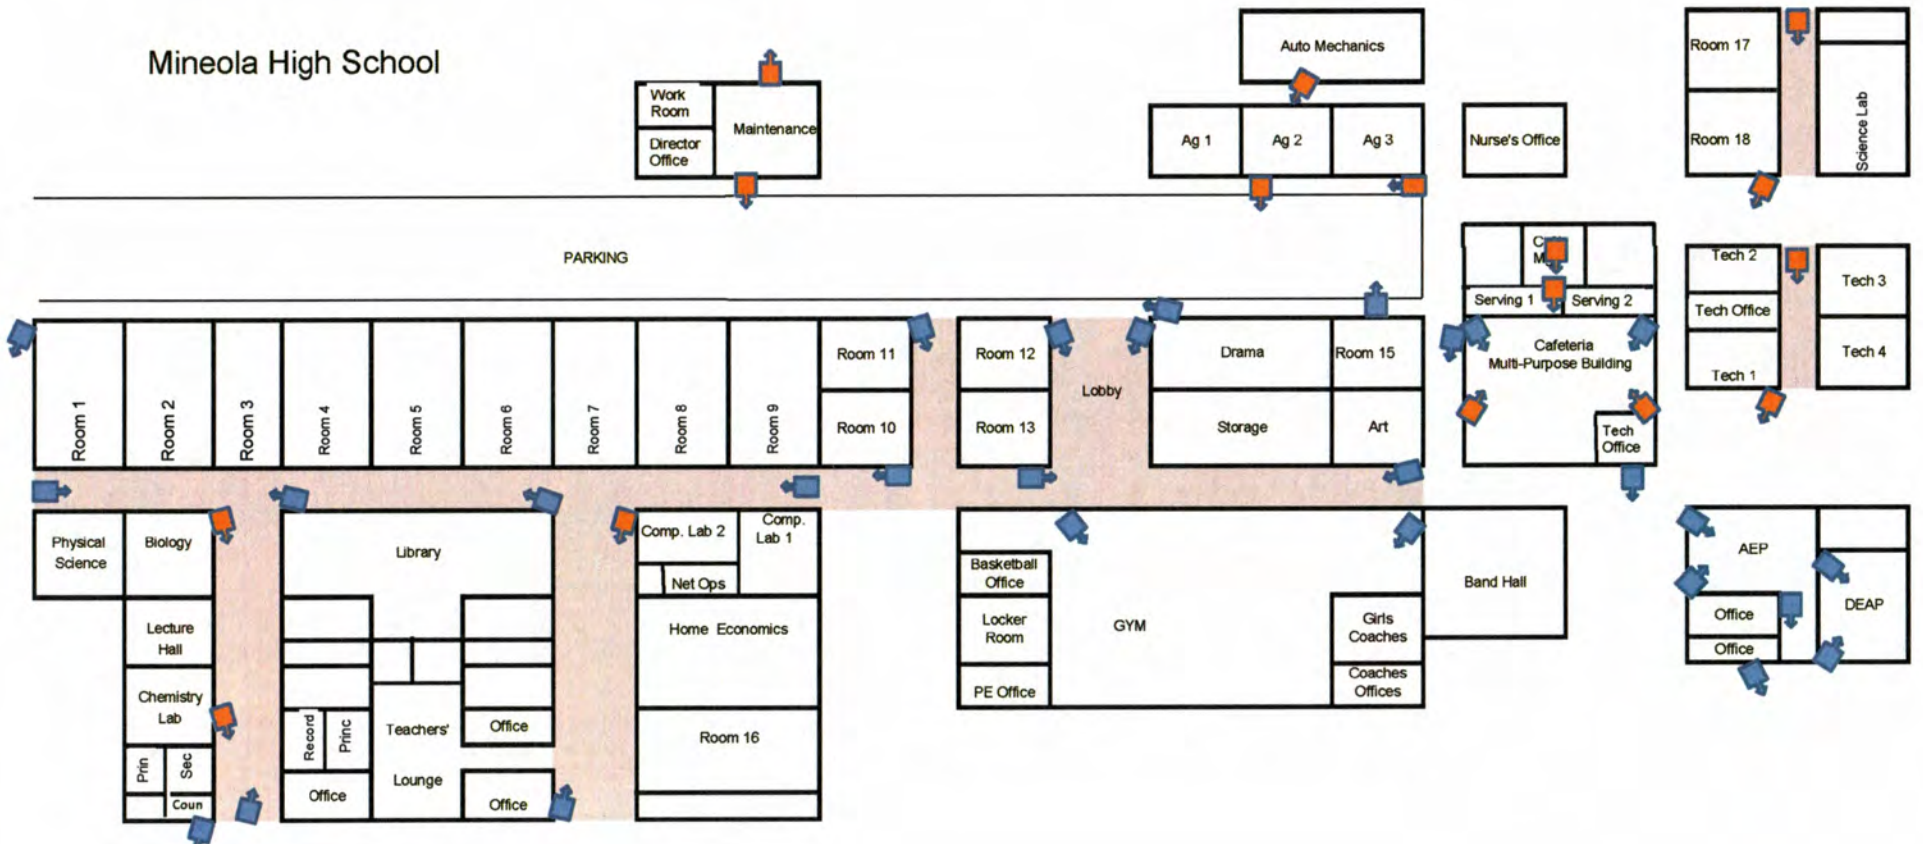 Mineola High School
Work
Room
Director
Office
Maintenance
Auto Mechanics
Ag 1
Ag 2
Ag 3
Nurse's Office
Room 17
Room 18
Science Lab
PARKING
Serving 1
Serving 2
Cafeteria
Multi-Purpose Building
Tech
Office
Tech 2
Tech Office
Tech 1
Tech 3
Tech 4
Room 1
Room 2
Room 3
Room 4
Room 5
Room 6
Room 7
Room 8
Room 9
Room 11
Room 10
Room 12
Room 13
Lobby
Drama
Storage
Room 15
Art
Physical
Science
Biology
Lecture
Hall
Chemistry
Lab
Prin
Sec
Coun
Library
Record
Princ
Office
Teachers'
Lounge
Office
Office
Comp. Lab 2
Comp.
Lab 1
Net Ops
Home Economics
Room 16
Basketball
Office
Locker
Room
PE Office
GYM
Girls
Coaches
Coaches
Offices
Band Hall
AEP
Office
Office
DEAP